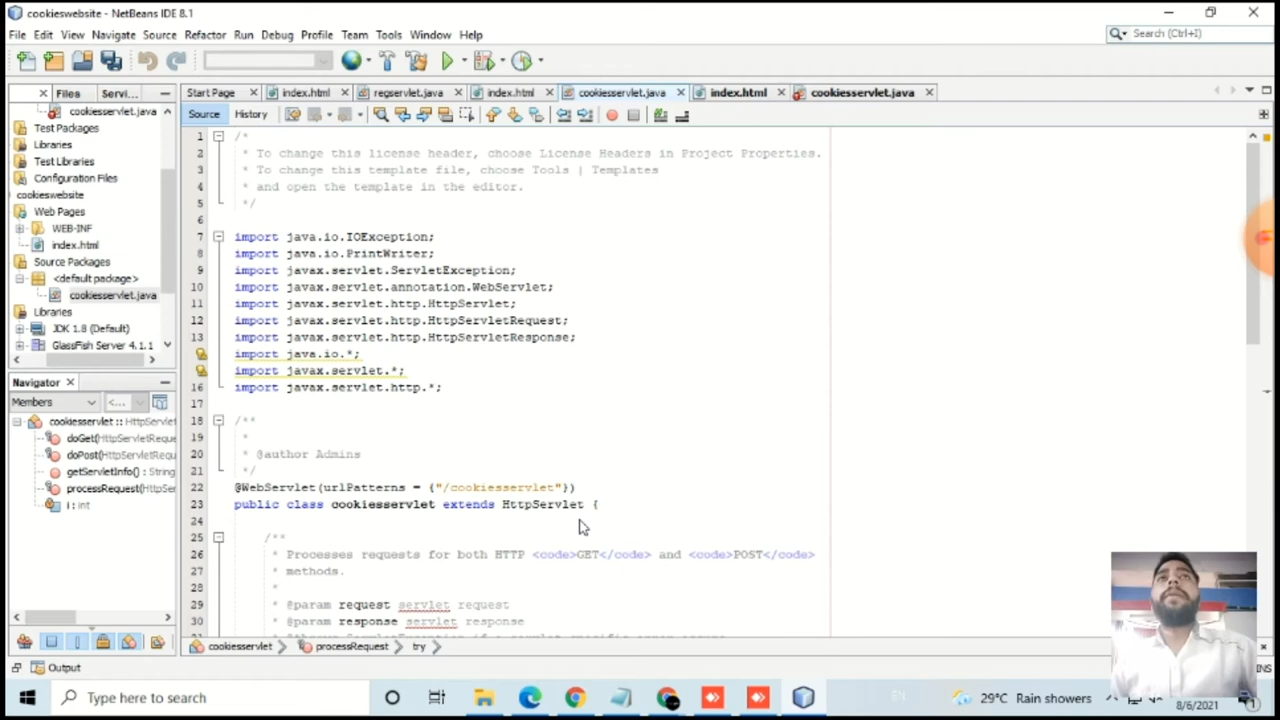 cookieswebsite - NetBeans IDE 8.1
File Edit View Navigate Source Refactor Run Debug Profile Team Tools Window Help
Search (Ctrl+I)
Files Servi...
Start Page index.html regservlet.java index.html cookiesservlet.java index.html cookiesservlet.java
Source History
cookiesservlet.java
Test Packages
Libraries
Test Libraries
Configuration Files
cookieswebsite
Web Pages
WEB-INF
index.html
Source Packages
<default package>
cookiesservlet.java
Libraries
JDK 1.8 (Default)
GlassFish Server 4.1.1
Navigator
Members <...
cookiesservlet :: HttpServlet
doGet(HttpServletReque
doPost(HttpServletReque
getServletInfo() : String
processRequest(HttpSer
i : int
1 /*
2 * To change this license header, choose License Headers in Project Properties.
3 * To change this template file, choose Tools | Templates
4 * and open the template in the editor.
5 */
6
7 import java.io.IOException;
8 import java.io.PrintWriter;
9 import javax.servlet.ServletException;
10 import javax.servlet.annotation.WebServlet;
11 import javax.servlet.http.HttpServlet;
12 import javax.servlet.http.HttpServletRequest;
13 import javax.servlet.http.HttpServletResponse;
import java.io.*;
import javax.servlet.*;
16 import javax.servlet.http.*;
17
18 /**
19 *
20 * @author Admins
21 */
22 @WebServlet(urlPatterns = {"/cookiesservlet"})
23 public class cookiesservlet extends HttpServlet {
24
25 /**
26 * Processes requests for both HTTP <code>GET</code> and <code>POST</code>
27 * methods.
28 *
29 * @param request servlet request
30 * @param response servlet response
cookiesservlet processRequest try
Output
INS
Type here to search
29°C Rain showers
8/6/2021